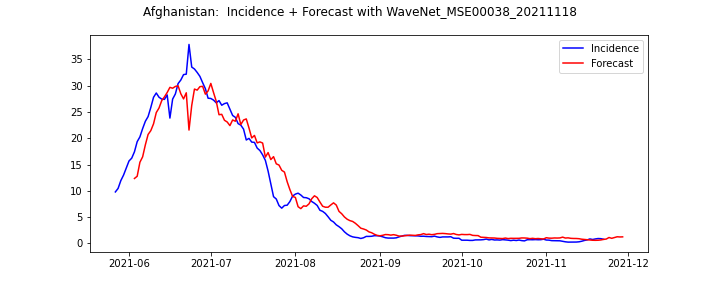 Afghanistan:  Incidence + Forecast with WaveNet_MSE00038_20211118
Incidence
Forecast
35
30
25
20
15
10
5
0
2021-06 2021-07 2021-08 2021-09 2021-10 2021-11 2021-12